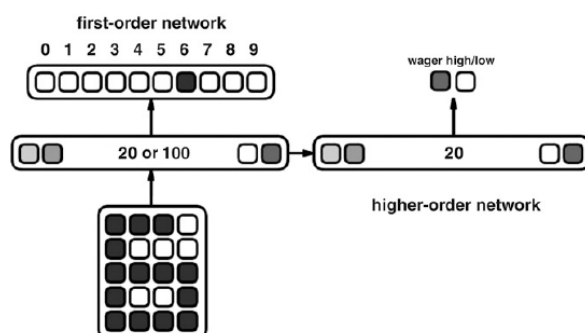 first-order network
0 1 2 3 4 5 6 7 8 9
wager high/low
20 or 100
20
higher-order network